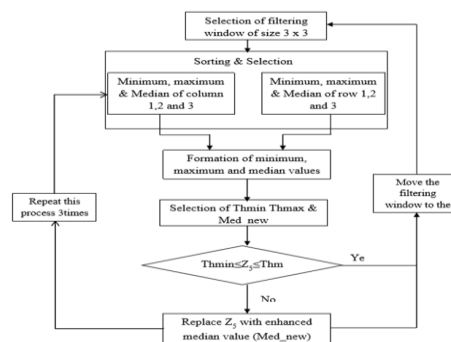 Selection of filtering
window of size 3 x 3
Sorting & Selection
Minimum, maximum
& Median of column
1,2 and 3
Minimum, maximum
& Median of row 1,2
and 3
Formation of minimum,
maximum and median values
Repeat this
process 3times
Move the
filtering
window to the
Selection of Thmin Thmax &
Med_new
Thmin≤Z₅≤Thm
Ye
No
Replace Z₅ with enhanced
median value (Med_new)